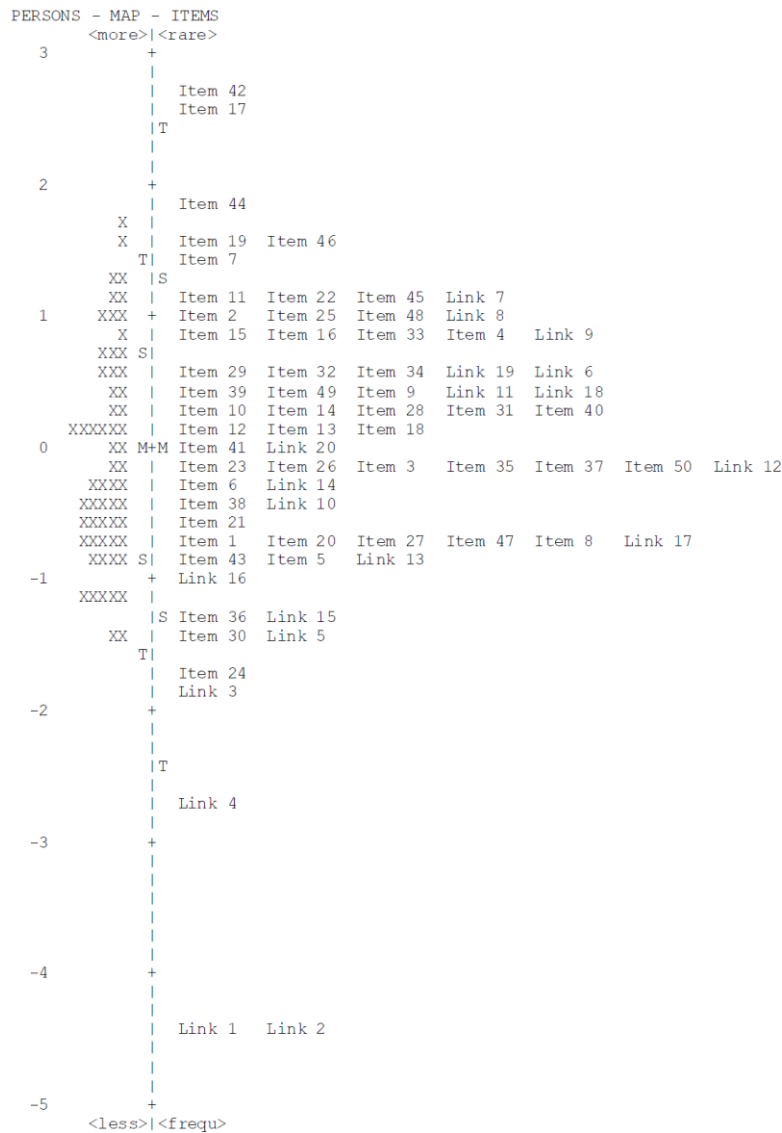 PERSONS - MAP - ITEMS
        <more>|<rare>
  3           +
              |
              |  Item 42
              |  Item 17
              |T
              |
              |
  2           +
              |  Item 44
           X  |
           X  |  Item 19  Item 46
             T|  Item 7
          XX  |S
          XX  |  Item 11  Item 22  Item 45  Link 7
  1      XXX  +  Item 2   Item 25  Item 48  Link 8
           X  |  Item 15  Item 16  Item 33  Item 4   Link 9
         XXX S|
         XXX  |  Item 29  Item 32  Item 34  Link 19  Link 6
          XX  |  Item 39  Item 49  Item 9   Link 11  Link 18
          XX  |  Item 10  Item 14  Item 28  Item 31  Item 40
      XXXXXX  |  Item 12  Item 13  Item 18
  0       XX M+M Item 41  Link 20
          XX  |  Item 23  Item 26  Item 3   Item 35  Item 37  Item 50  Link 12
        XXXX  |  Item 6   Link 14
       XXXXX  |  Item 38  Link 10
       XXXXX  |  Item 21
       XXXXX  |  Item 1   Item 20  Item 27  Item 47  Item 8   Link 17
        XXXX S|  Item 43  Item 5   Link 13
 -1           +  Link 16
       XXXXX  |
              |S Item 36  Link 15
          XX  |  Item 30  Link 5
             T|
              |  Item 24
              |  Link 3
 -2           +
              |
              |
              |T
              |
              |  Link 4
              |
 -3           +
              |
              |
              |
              |
              |
              |
 -4           +
              |
              |
              |  Link 1   Link 2
              |
              |
              |
 -5           +
        <less>|<frequ>